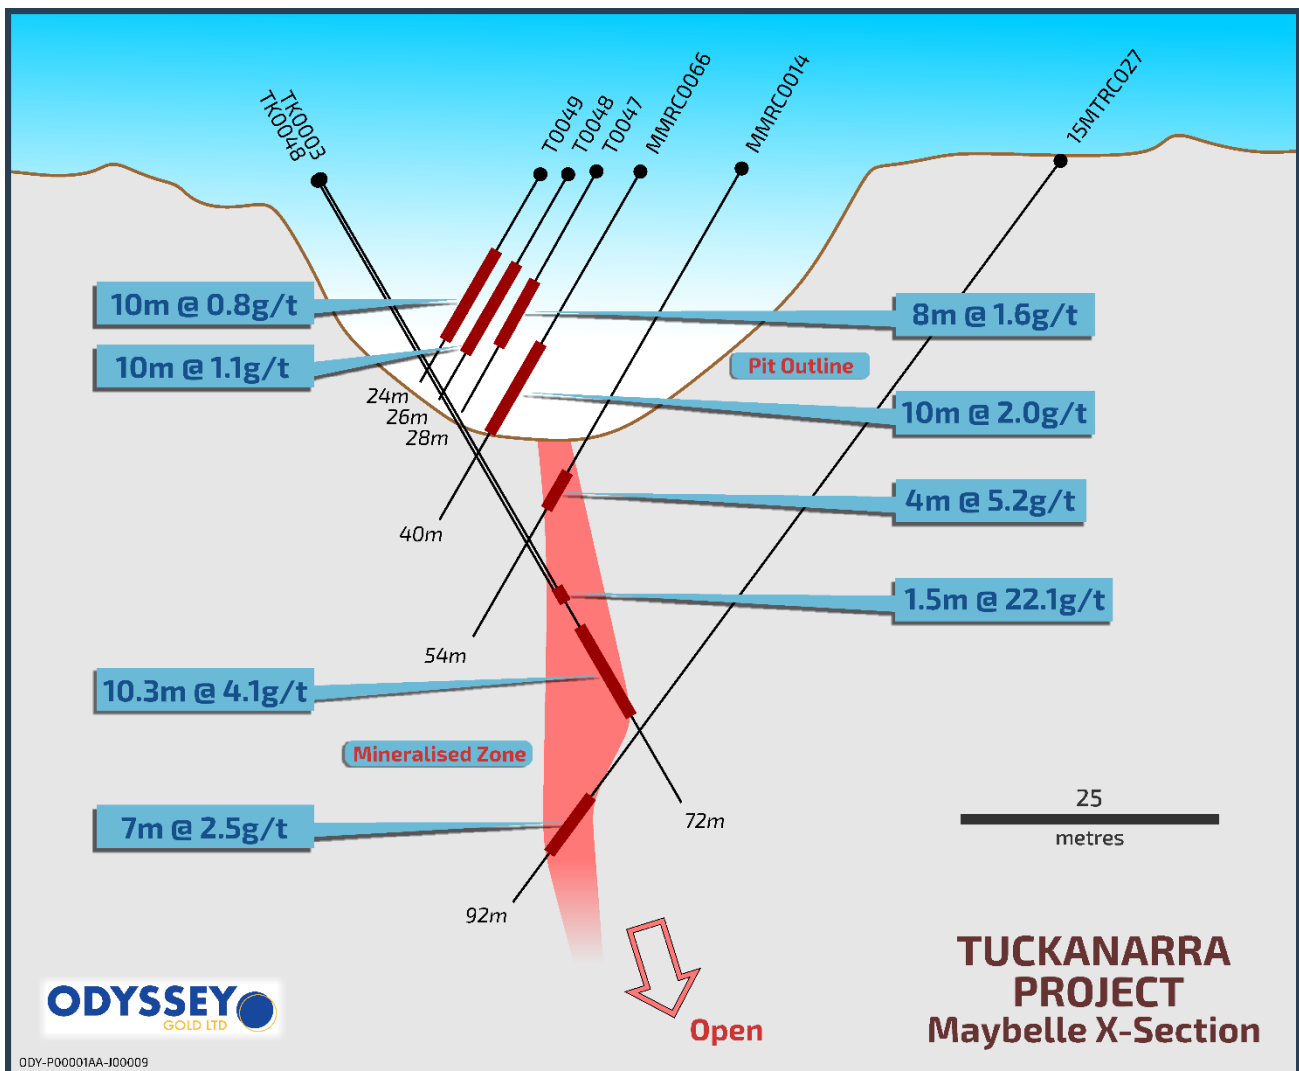 TK0003
TK0048
T0049
T0048
T0047
MMRC0066
MMRC0014
15MTRC027
10m @ 0.8g/t
8m @ 1.6g/t
10m @ 1.1g/t
Pit Outline
24m
26m
28m
10m @ 2.0g/t
4m @ 5.2g/t
40m
1.5m @ 22.1g/t
54m
10.3m @ 4.1g/t
Mineralised Zone
7m @ 2.5g/t
72m
25
metres
92m
Open
TUCKANARRA
PROJECT
Maybelle X-Section
ODYSSEY
GOLD LTD
ODY-P00001AA-J00009